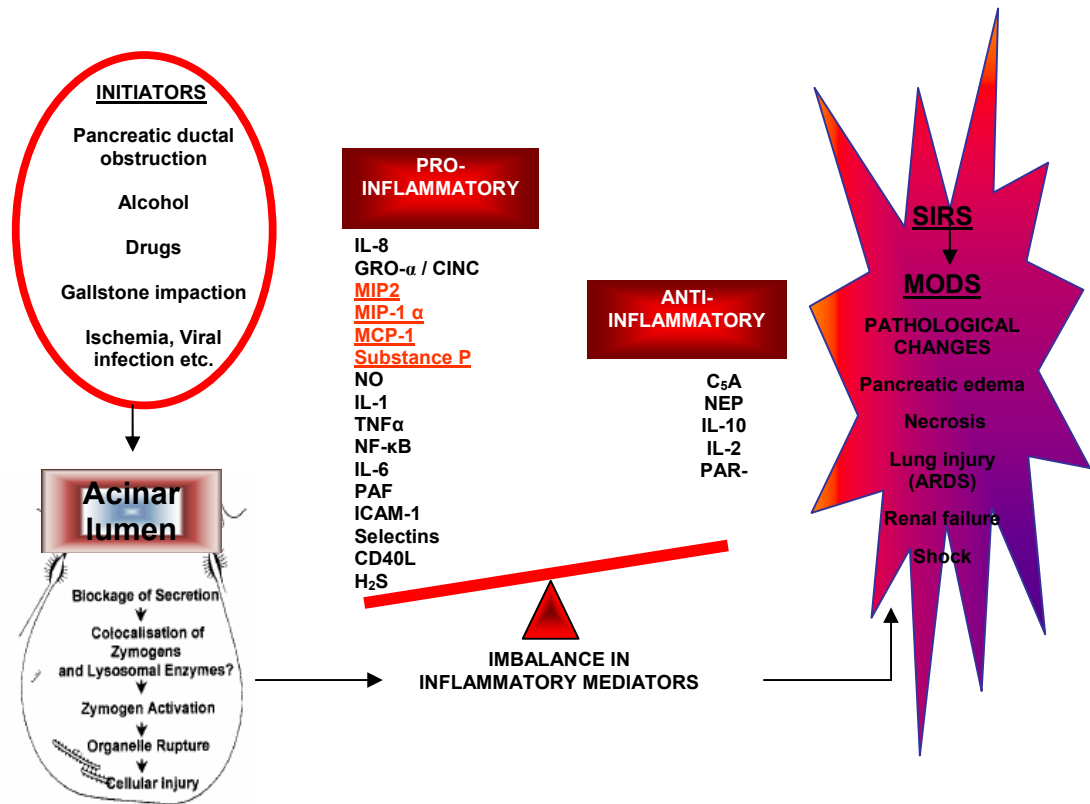 INITIATORS
Pancreatic ductal
obstruction
Alcohol
Drugs
Gallstone impaction
Ischemia, Viral
infection etc.
Acinar
lumen
Blockage of Secretion
Colocalisation of
Zymogens
and Lysosomal Enzymes?
Zymogen Activation
Organelle Rupture
Cellular injury
PRO-
INFLAMMATORY
IL-8
GRO-α / CINC
MIP2
MIP-1 α
MCP-1
Substance P
NO
IL-1
TNFα
NF-κB
IL-6
PAF
ICAM-1
Selectins
CD40L
H₂S
ANTI-
INFLAMMATORY
C₅A
NEP
IL-10
IL-2
PAR-
IMBALANCE IN
INFLAMMATORY MEDIATORS
SIRS
MODS
PATHOLOGICAL
CHANGES
Pancreatic edema
Necrosis
Lung injury
(ARDS)
Renal failure
Shock